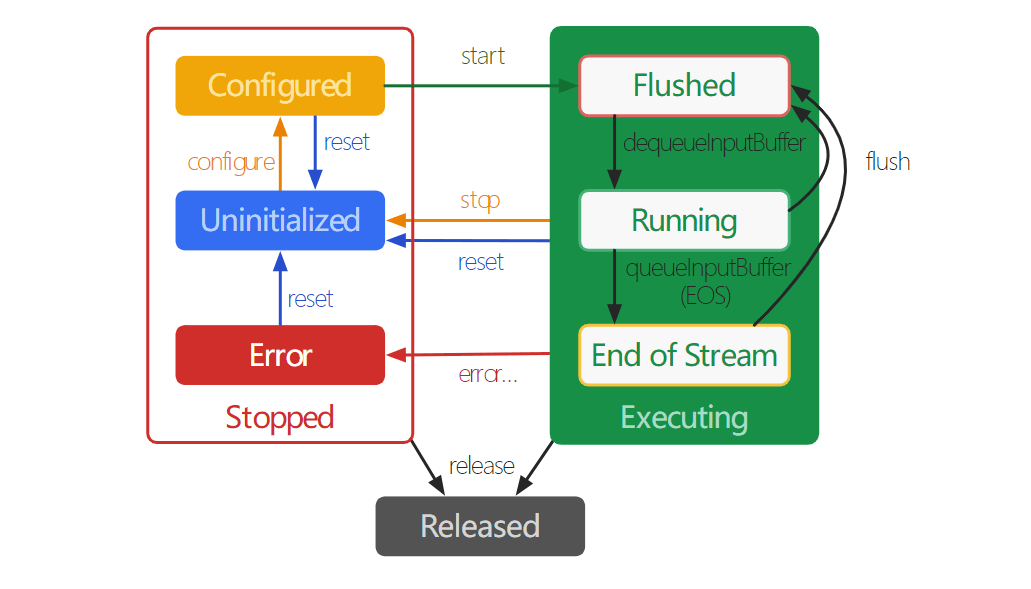 start
Configured
Flushed
reset
dequeueInputBuffer
configure
flush
stop
Uninitialized
Running
reset
queueInputBuffer
(EOS)
reset
Error
End of Stream
error...
Stopped
Executing
release
Released